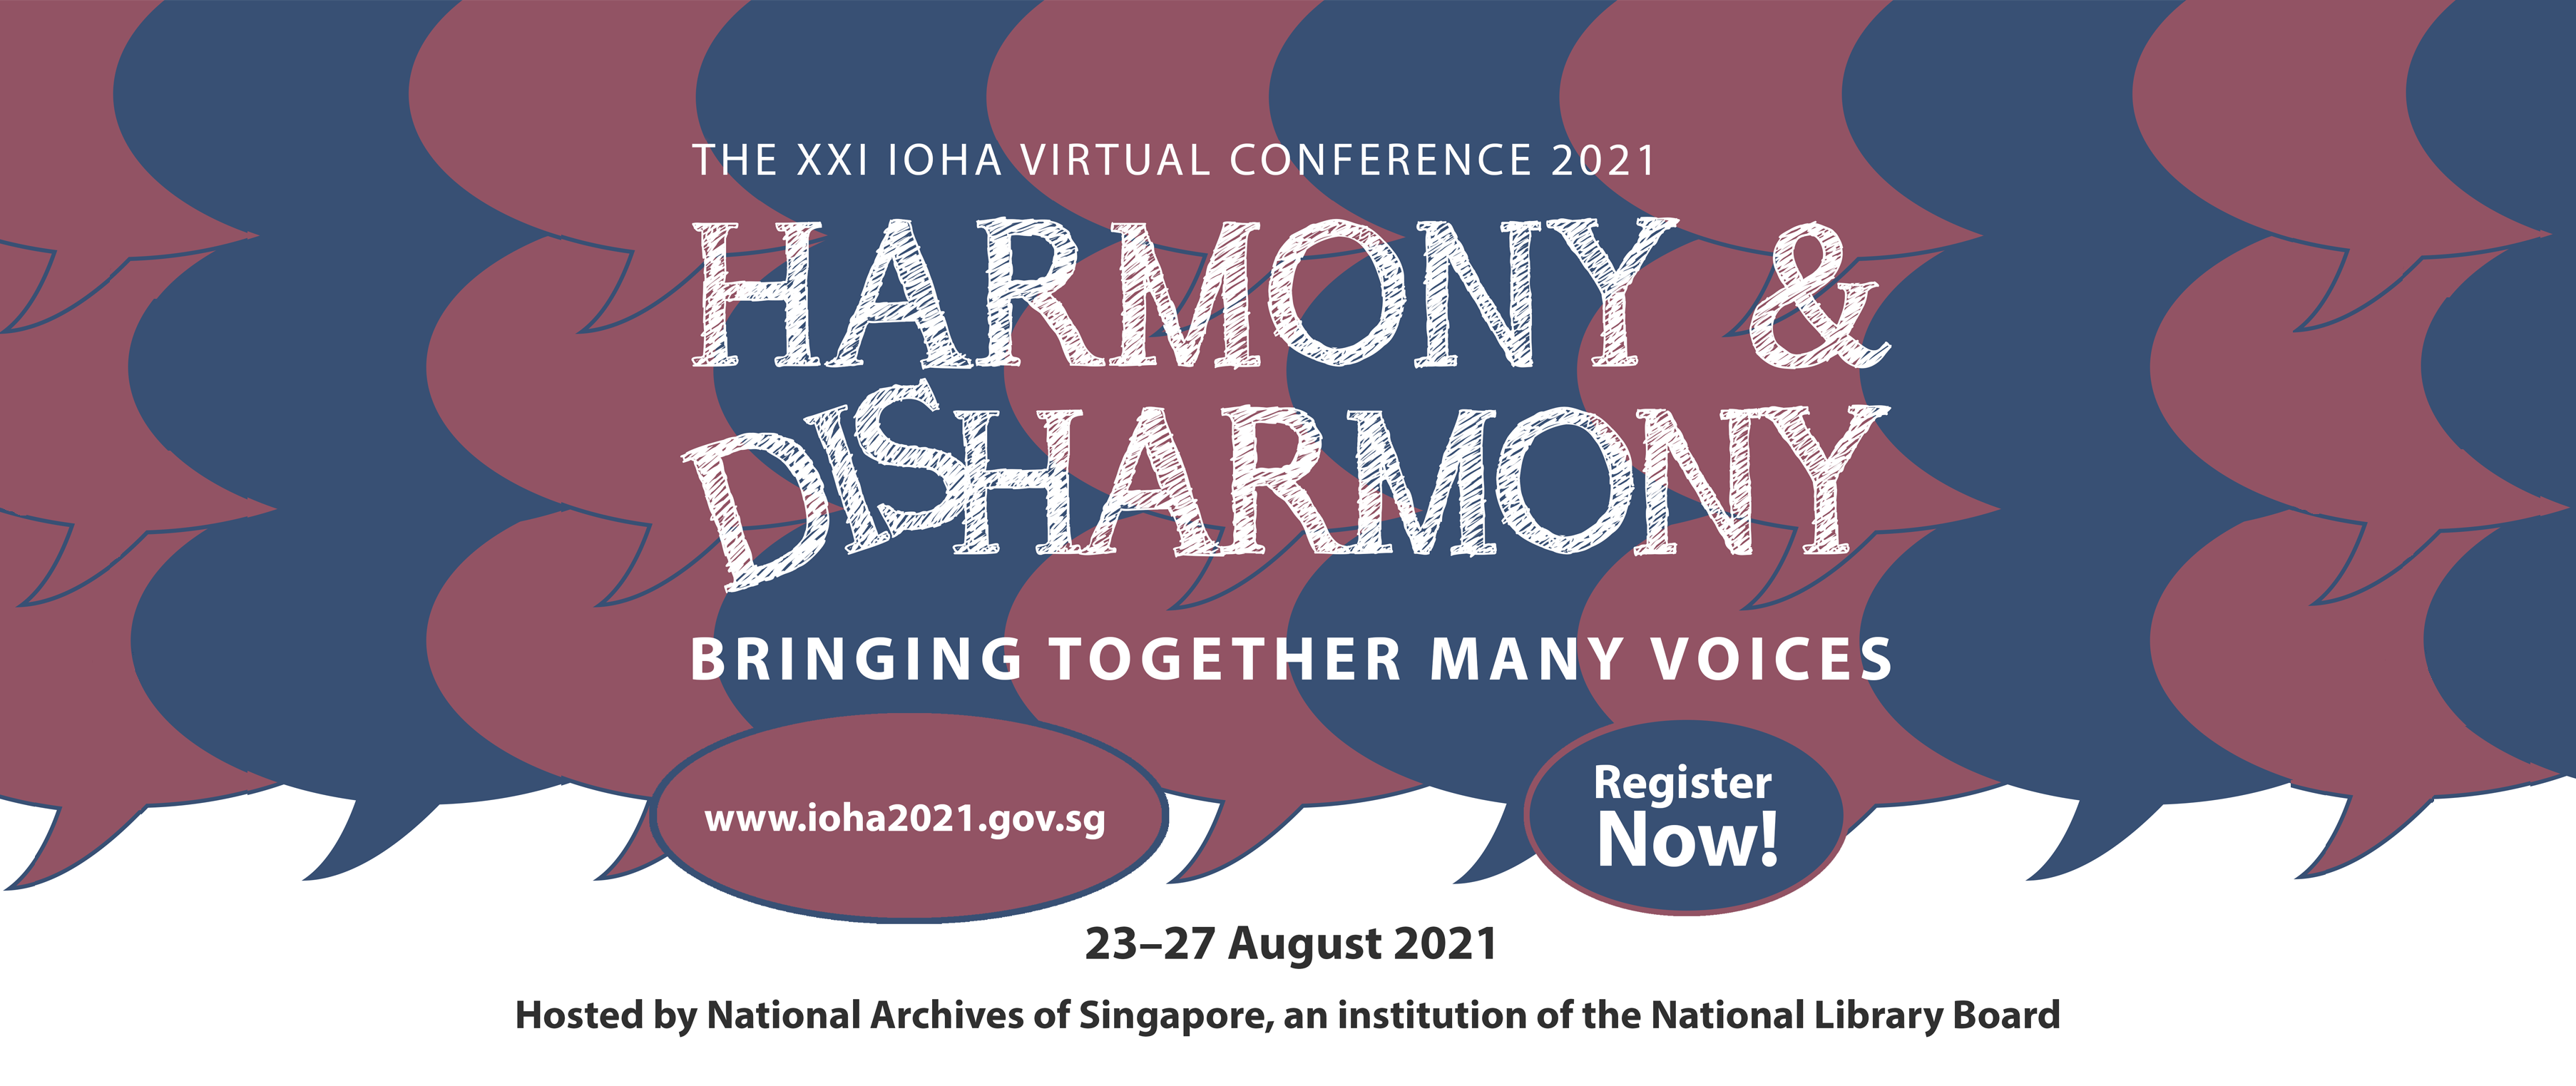 THE XXI IOHA VIRTUAL CONFERENCE 2021
HARMONY &
DISHARMONY
BRINGING TOGETHER MANY VOICES
www.ioha2021.gov.sg
Register
Now!
23–27 August 2021
Hosted by National Archives of Singapore, an institution of the National Library Board